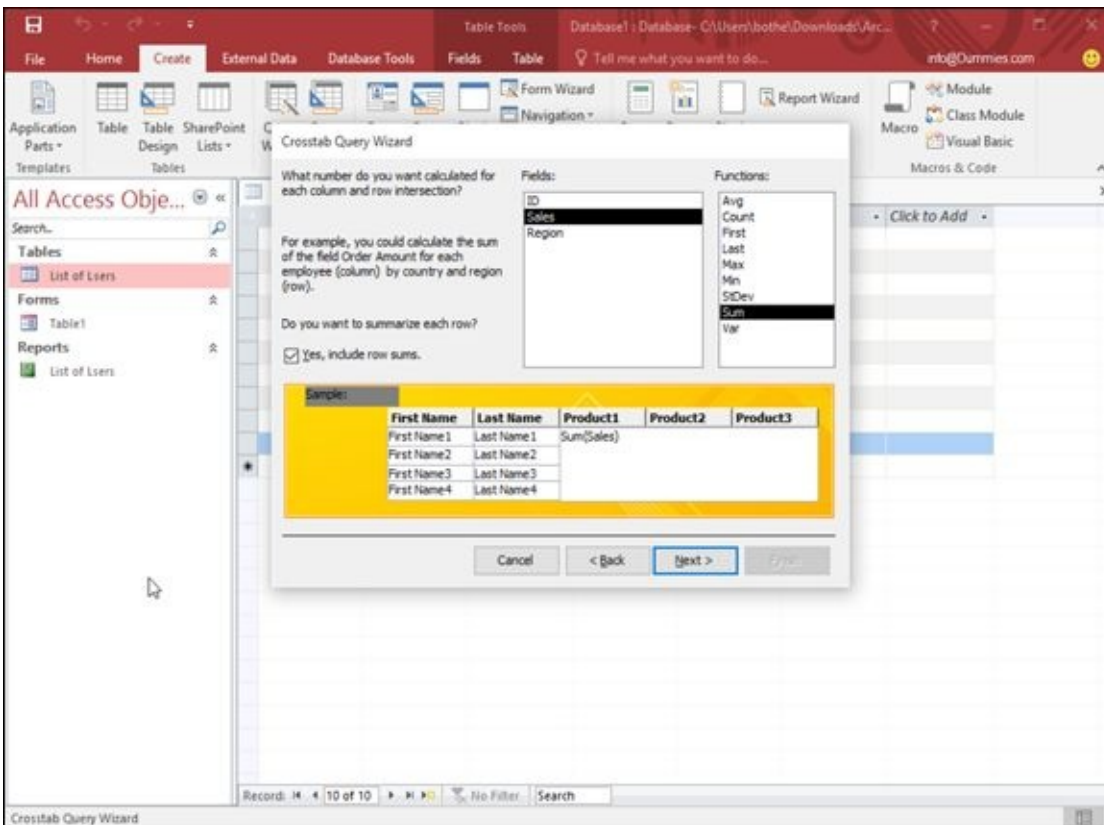 Table Tools Database1 : Database- C:\Users\bothe\Downloads\Arc... ?
File Home Create External Data Database Tools Fields Table Tell me what you want to do... info@Dummies.com
Application Parts
Table
Table Design
SharePoint Lists
Form Wizard
Navigation
Report Wizard
Macro
Module
Class Module
Visual Basic
Templates Tables Macros & Code
All Access Obje... «
Search...
Tables
List of Lsers
Forms
Table1
Reports
List of Lsers
Click to Add
Crosstab Query Wizard
What number do you want calculated for
each column and row intersection?
For example, you could calculate the sum
of the field Order Amount for each
employee (column) by country and region
(row).
Do you want to summarize each row?
Yes, include row sums.
Fields:
ID
Sales
Region
Functions:
Avg
Count
First
Last
Max
Min
StDev
Sum
Var
Sample:
First Name Last Name Product1 Product2 Product3
First Name1 Last Name1 Sum(Sales)
First Name2 Last Name2
First Name3 Last Name3
First Name4 Last Name4
Cancel < Back Next >
Record: 10 of 10 No Filter Search
Crosstab Query Wizard